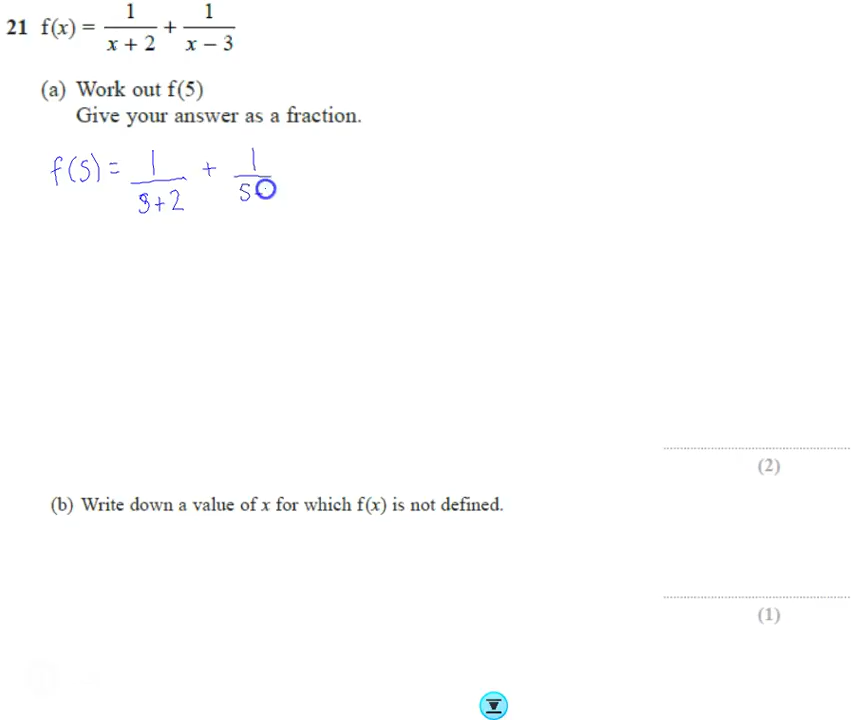 21 f(x) = 1/(x + 2) + 1/(x − 3)
(a) Work out f(5)
Give your answer as a fraction.
f(5) = 1/(5+2) + 1/5
(2)
(b) Write down a value of x for which f(x) is not defined.
(1)